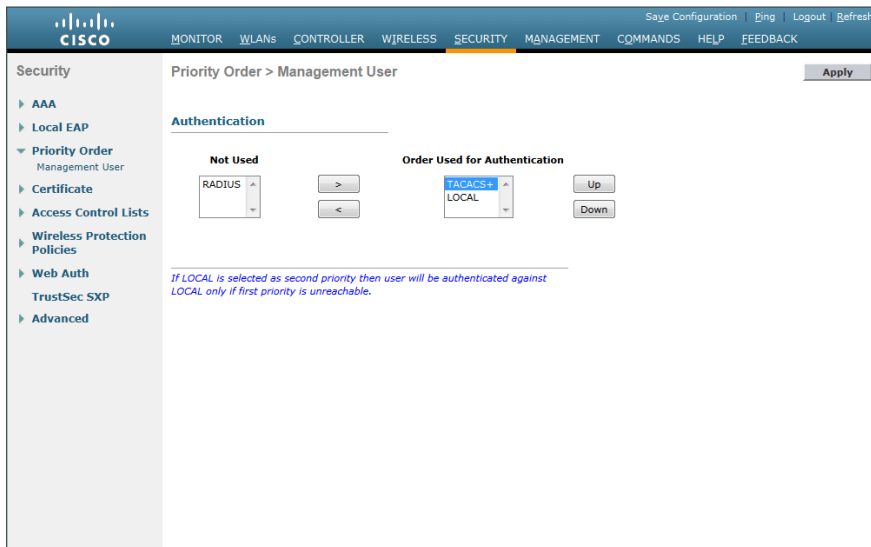 Save Configuration | Ping | Logout | Refresh
CISCO
MONITOR WLANs CONTROLLER WIRELESS SECURITY MANAGEMENT COMMANDS HELP FEEDBACK
Security
AAA
Local EAP
Priority Order
Management User
Certificate
Access Control Lists
Wireless Protection
Policies
Web Auth
TrustSec SXP
Advanced
Priority Order > Management User
Apply
Authentication
Not Used
Order Used for Authentication
RADIUS
>
<
TACACS+
LOCAL
Up
Down
If LOCAL is selected as second priority then user will be authenticated against
LOCAL only if first priority is unreachable.